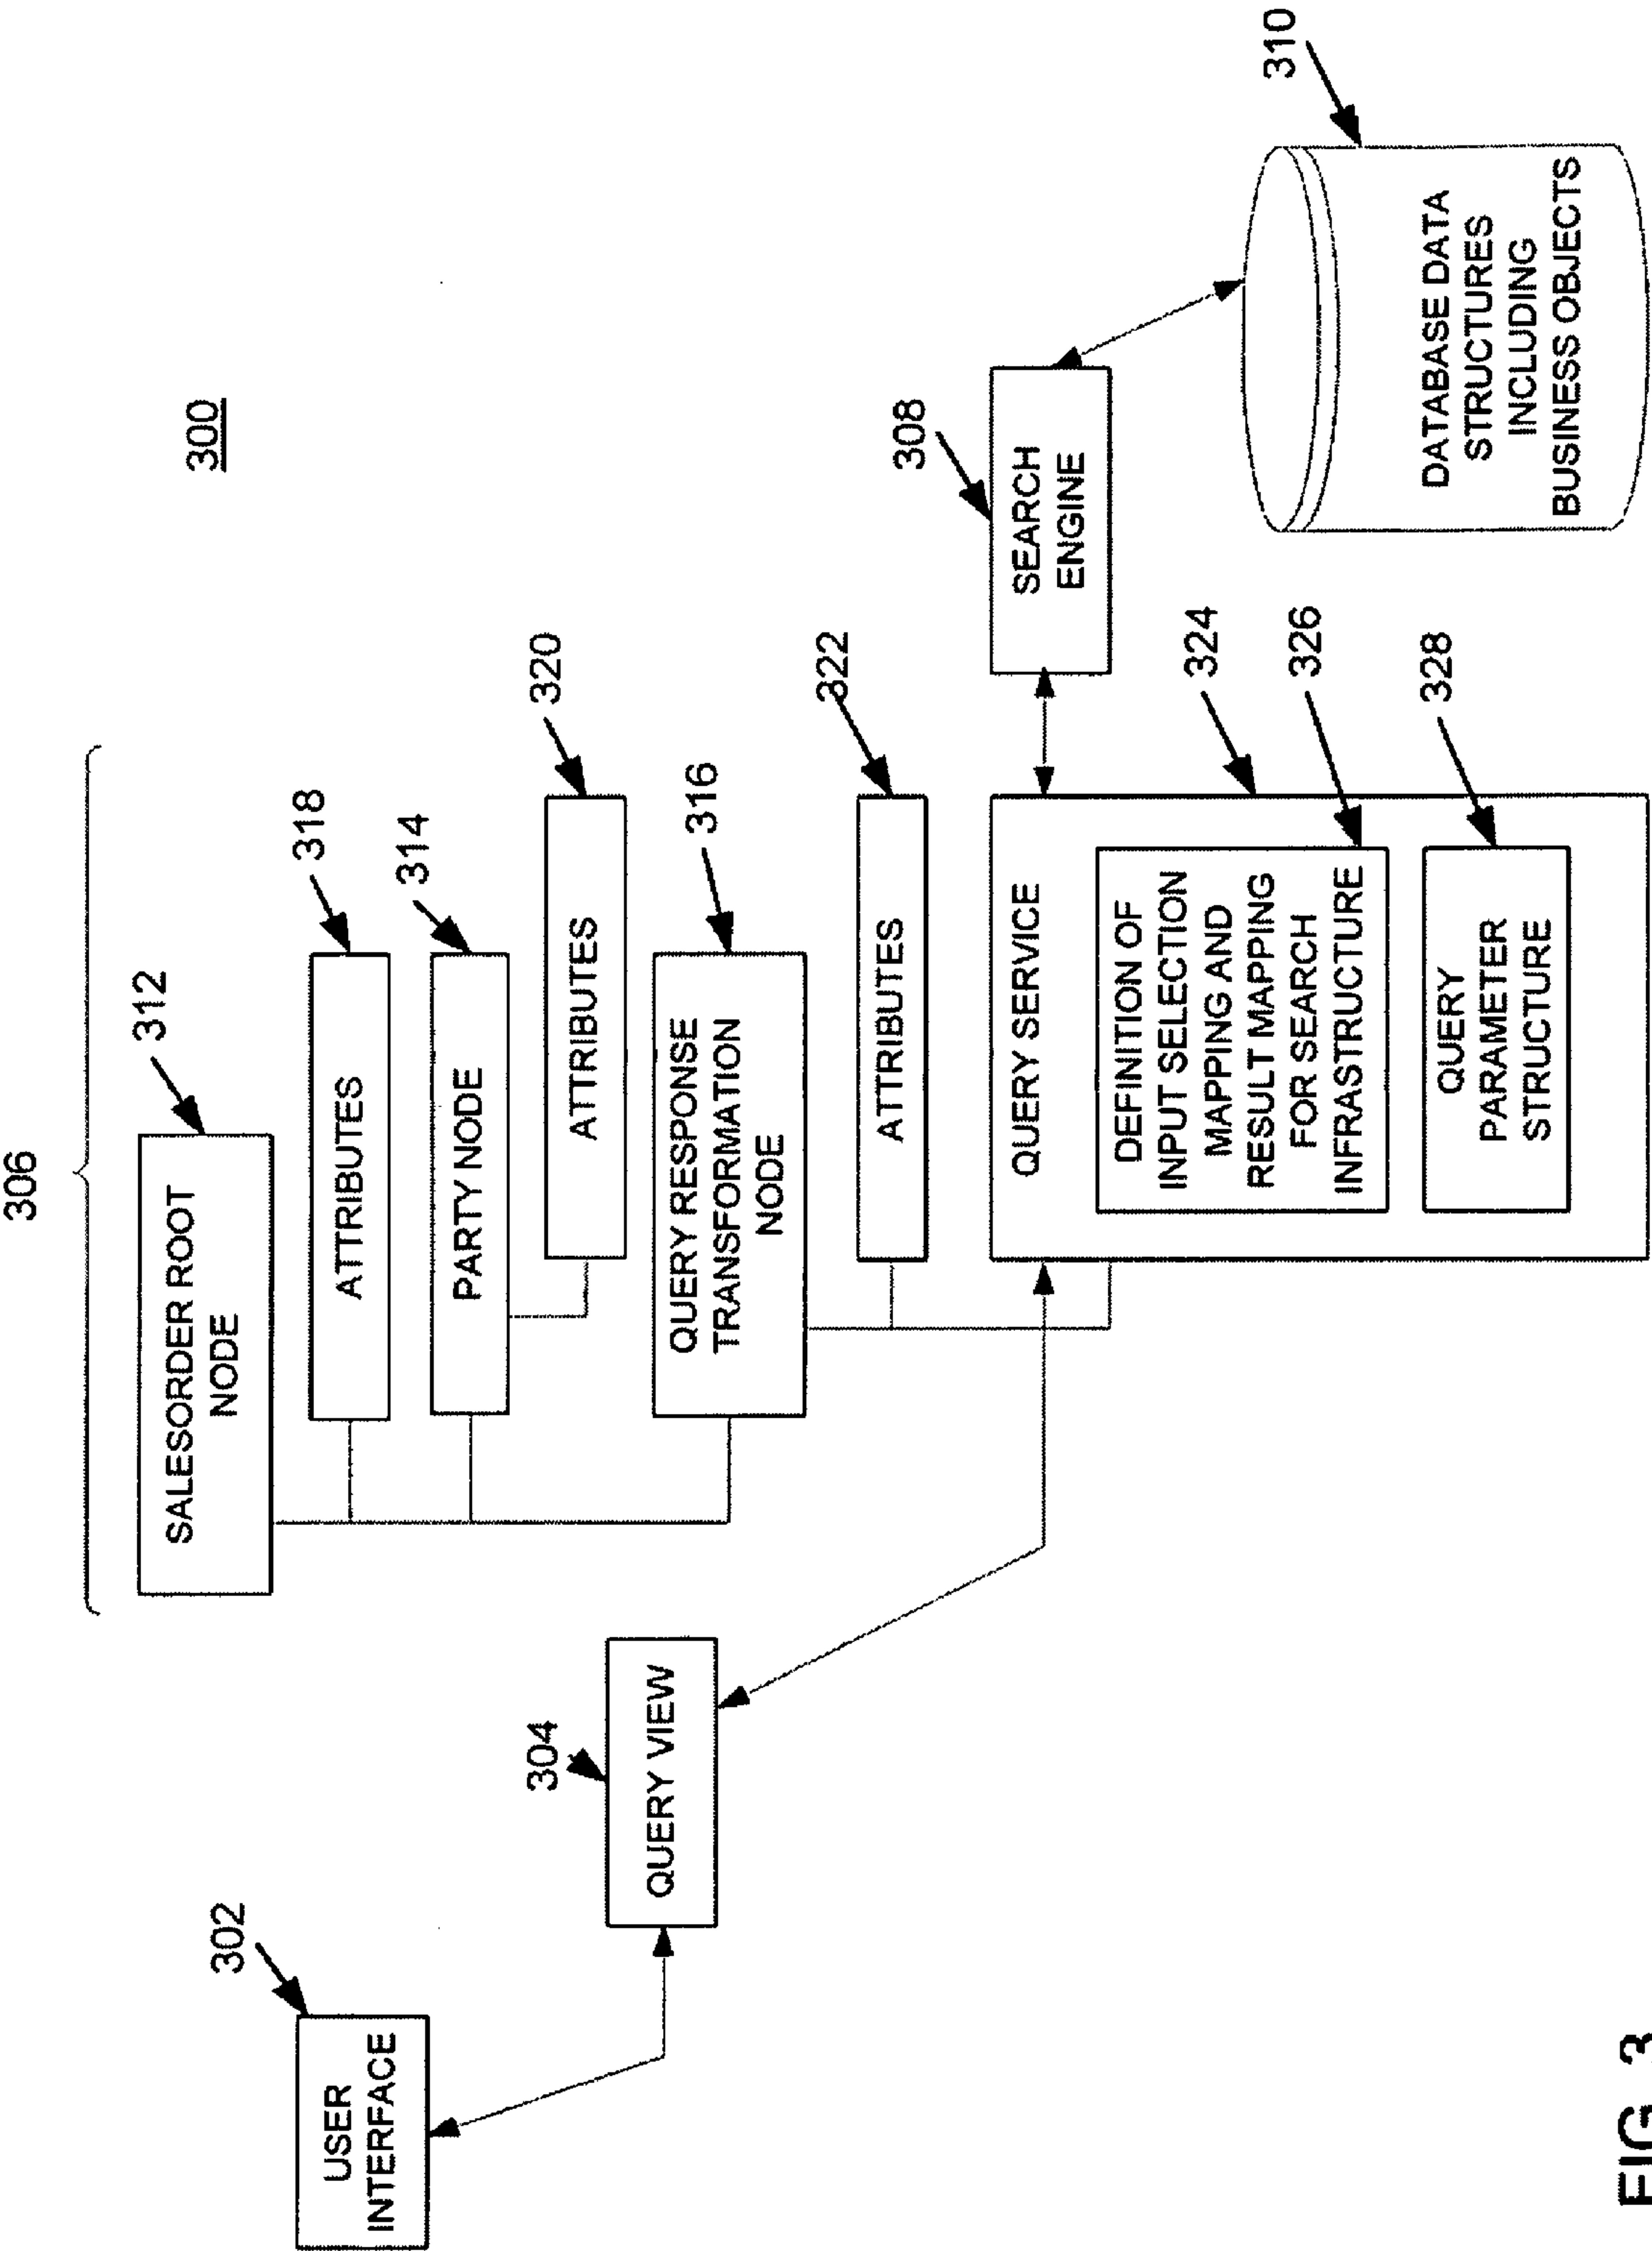 300
306
312
SALESORDER ROOT
NODE
318
ATTRIBUTES
314
PARTY NODE
320
ATTRIBUTES
316
QUERY RESPONSE
TRANSFORMATION
NODE
322
ATTRIBUTES
302
USER
INTERFACE
304
QUERY VIEW
324
QUERY SERVICE
326
DEFINITION OF
INPUT SELECTION
MAPPING AND
RESULT MAPPING
FOR SEARCH
INFRASTRUCTURE
328
QUERY
PARAMETER
STRUCTURE
308
SEARCH
ENGINE
310
DATABASE DATA
STRUCTURES
INCLUDING
BUSINESS OBJECTS
FIG. 3